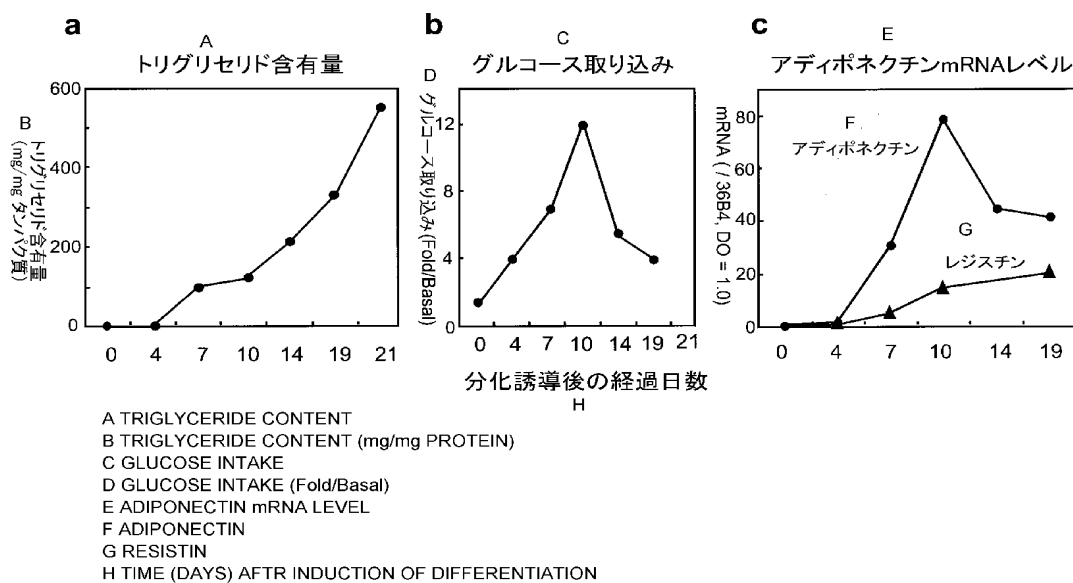 a
A
トリグリセリド含有量
B
トリグリセリド含有量
(mg/mg タンパク質)
600
400
200
0
0 4 7 10 14 19 21
b
C
グルコース取り込み
D
グルコース取り込み (Fold/Basal)
12
8
4
0
0 4 7 10 14 19 21
分化誘導後の経過日数
H
c
E
アディポネクチンmRNAレベル
mRNA ( / 36B4, DO = 1.0)
80
60
40
20
0
F
アディポネクチン
G
レジスチン
0 4 7 10 14 19
A TRIGLYCERIDE CONTENT
B TRIGLYCERIDE CONTENT (mg/mg PROTEIN)
C GLUCOSE INTAKE
D GLUCOSE INTAKE (Fold/Basal)
E ADIPONECTIN mRNA LEVEL
F ADIPONECTIN
G RESISTIN
H TIME (DAYS) AFTR INDUCTION OF DIFFERENTIATION